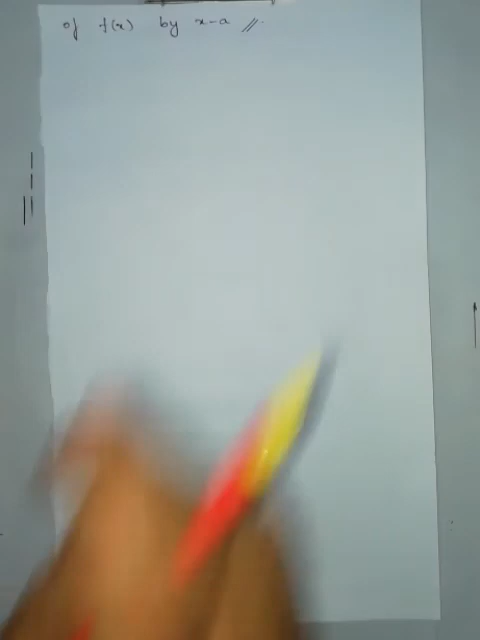 of f(x) by x-a //.